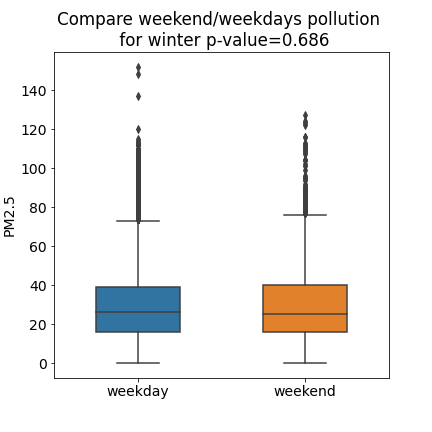 Compare weekend/weekdays pollution
for winter p-value=0.686
PM2.5
140
120
100
80
60
40
20
0
weekday
weekend